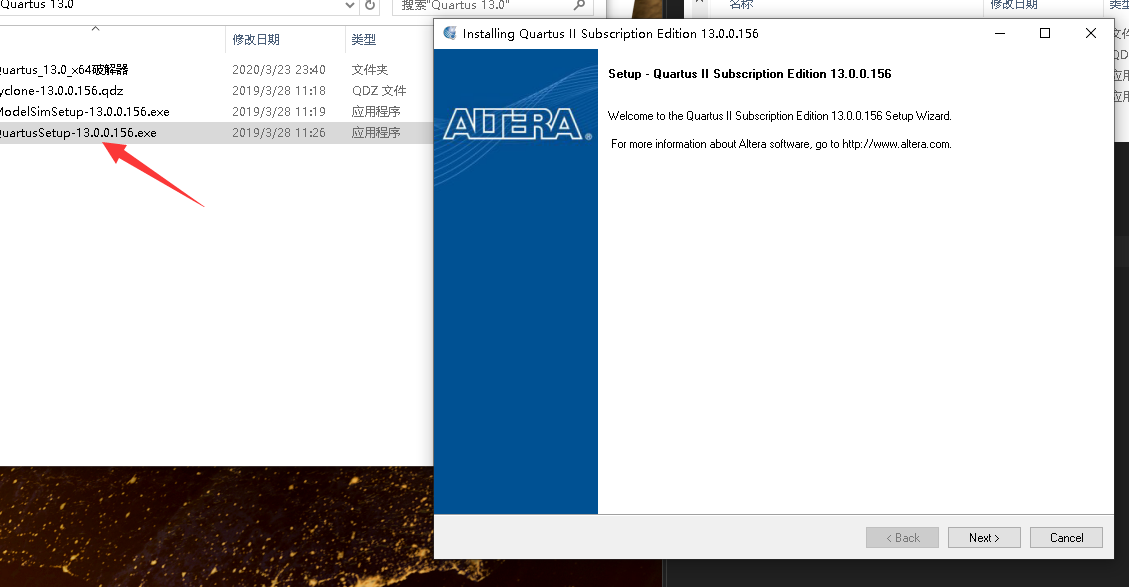 Quartus 13.0
搜索"Quartus 13.0"
名称
修改日期
类型
修改日期
类型
Quartus_13.0_x64破解器
2020/3/23 23:40
文件夹
yclone-13.0.0.156.qdz
2019/3/28 11:18
QDZ 文件
ModelSimSetup-13.0.0.156.exe
2019/3/28 11:19
应用程序
QuartusSetup-13.0.0.156.exe
2019/3/28 11:26
应用程序
Installing Quartus II Subscription Edition 13.0.0.156
ALTERA®
Setup - Quartus II Subscription Edition 13.0.0.156
Welcome to the Quartus II Subscription Edition 13.0.0.156 Setup Wizard.
For more information about Altera software, go to http://www.altera.com.
< Back
Next >
Cancel
文件
QD
应用
应用